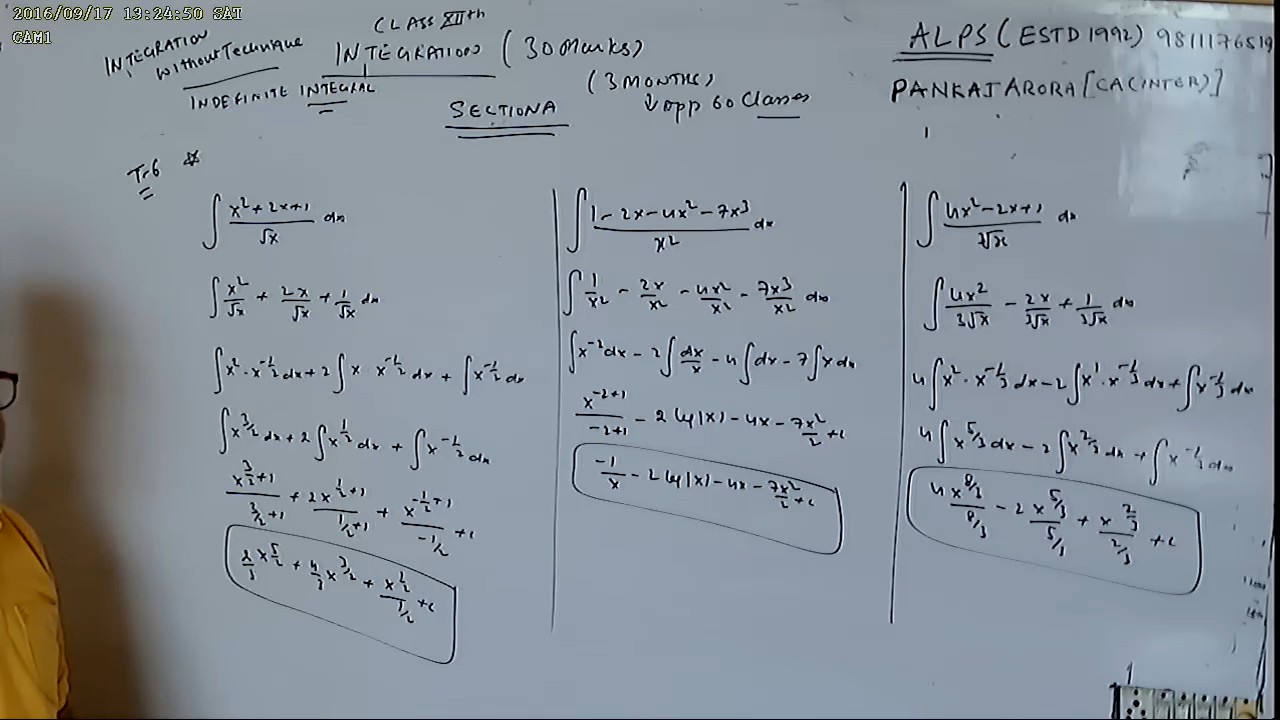 2016/09/17 19:24:50 SAT
CAM1
INTEGRATION
without Technique
INDEFINITE INTEGRAL
CLASS XIIth
INTEGRATION (30 Marks)
(3 MONTHS)
↓ app 60 Classes
SECTION A
ALPS (ESTD 1992) 9811176519
PANKAJ ARORA [CA(INTER)]
Tr6 ☆
∫ (x² + 2x + 1)/√x dx
∫ x²/√x + 2x/√x + 1/√x dx
∫ x² · x^(-1/2) dx + 2 ∫ x · x^(-1/2) dx + ∫ x^(-1/2) dx
∫ x^(3/2) dx + 2 ∫ x^(1/2) dx + ∫ x^(-1/2) dx
x^(3/2+1)/(3/2+1) + 2x^(1/2+1)/(1/2+1) + x^(-1/2+1)/(-1/2) + c
x^(5/2) + 4/3 x^(3/2) + x^(1/2)/(1/2) + c
∫ (1 - 2x - 4x² - 7x³)/x² dx
∫ 1/x² - 2x/x² - 4x²/x² - 7x³/x² dx
∫ x^(-2) dx - 2 ∫ dx/x - 4 ∫ dx - 7 ∫ x dx
x^(-2+1)/(-2+1) - 2 log|x| - 4x - 7x²/2 + c
-1/x - 2 log|x| - 4x - 7x²/2 + c
∫ (4x² - 2x + 1)/∛x dx
∫ 4x²/3√x - 2x/∛x + 1/3√x dx
4 ∫ x² · x^(-1/3) dx - 2 ∫ x¹ · x^(-1/3) dx + ∫ x^(-1/3) dx
4 ∫ x^(5/3) dx - 2 ∫ x^(2/3) dx + ∫ x^(-1/3) dx
4 x^(8/3)/(8/3) - 2 x^(5/3)/(5/3) + x^(2/3)/(2/3) + c